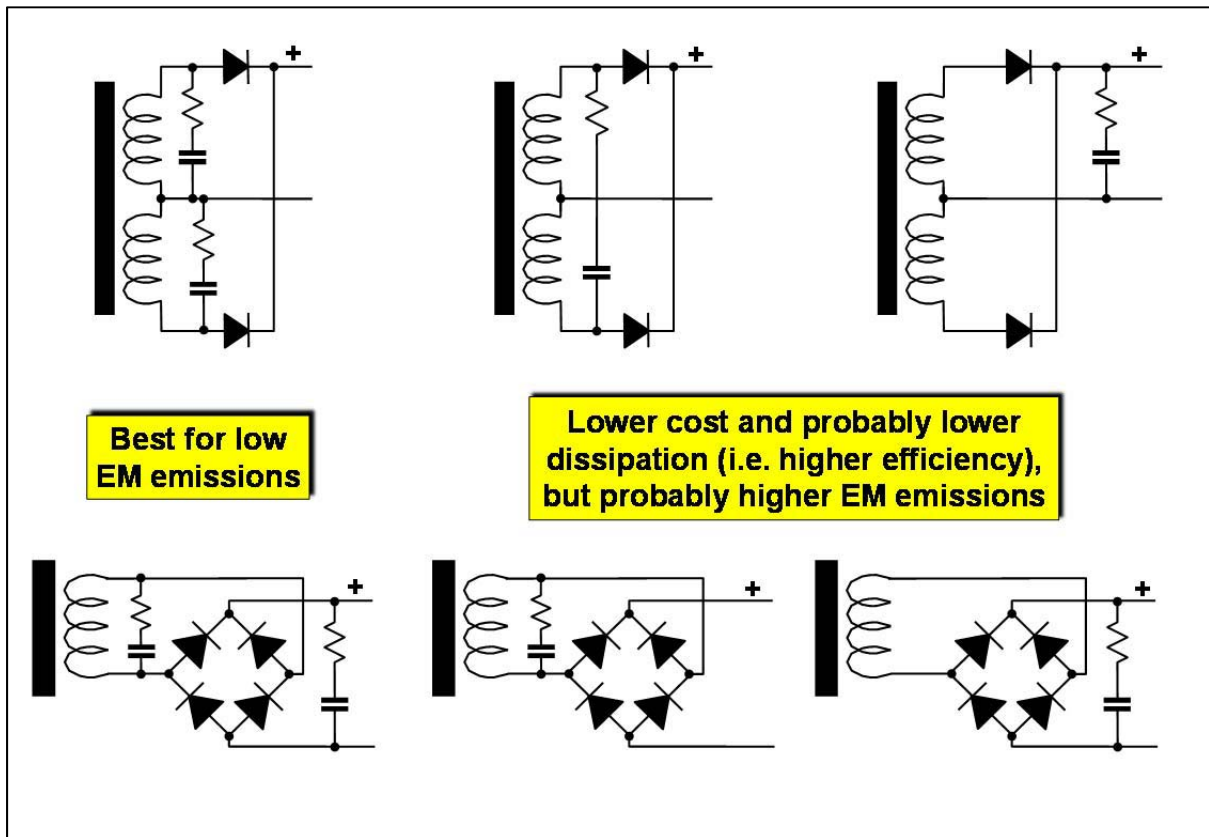 +
+
+
Best for low
EM emissions
Lower cost and probably lower
dissipation (i.e. higher efficiency),
but probably higher EM emissions
+
+
+